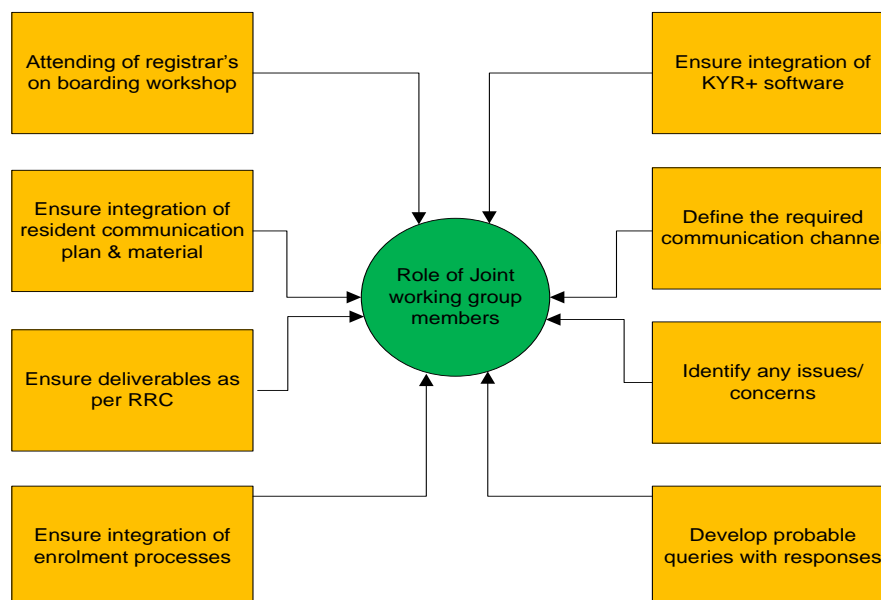 Attending of registrar's
on boarding workshop
Ensure integration of
KYR+ software
Ensure integration of
resident communication
plan & material
Define the required
communication channel
Role of Joint
working group
members
Ensure deliverables as
per RRC
Identify any issues/
concerns
Ensure integration of
enrolment processes
Develop probable
queries with responses